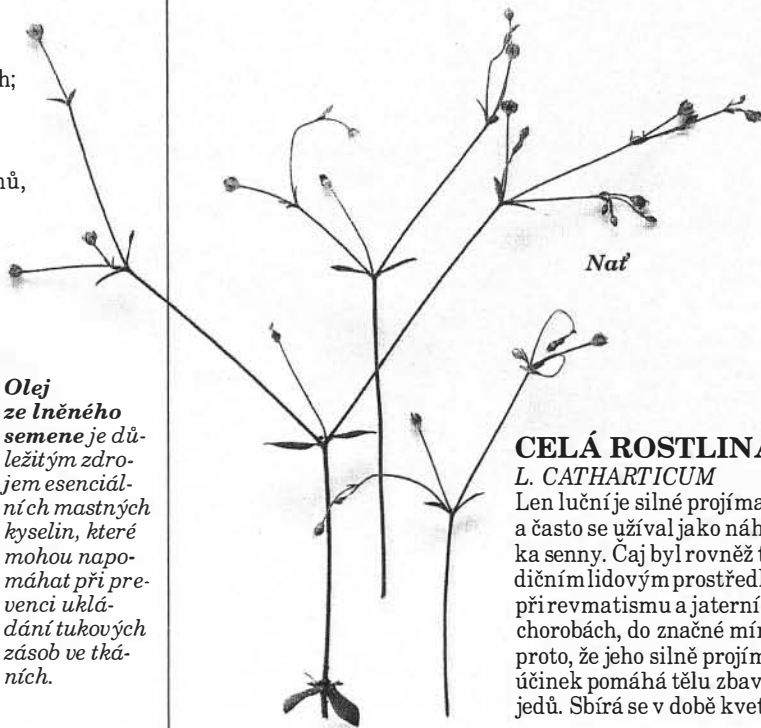 h;
nů,
Nať
Olej
ze lněného
semene je dů-
ležitým zdro-
jem esenciál-
ních mastných
kyselin, které
mohou napo-
máhat při pre-
venci uklá-
dání tukových
zásob ve tká-
ních.
CELÁ ROSTLINA
L. CATHARTICUM
Len luční je silné projíma
a často se užíval jako náh
ka senny. Čaj byl rovněž t
dičním lidovým prostředk
při revmatismu a jaterní
chorobách, do značné mír
proto, že jeho silně projím
účinek pomáhá tělu zbav
jedů. Sbírá se v době kvet